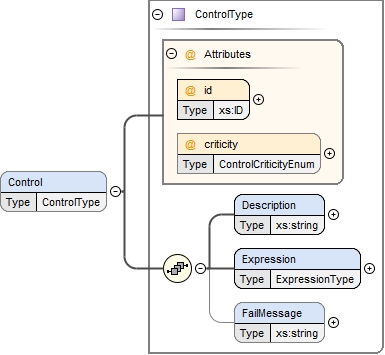 ControlType
@ Attributes
@ id
Type xs:ID
@ criticity
Type ControlCriticityEnum
Control
Type ControlType
Description
Type xs:string
Expression
Type ExpressionType
FailMessage
Type xs:string